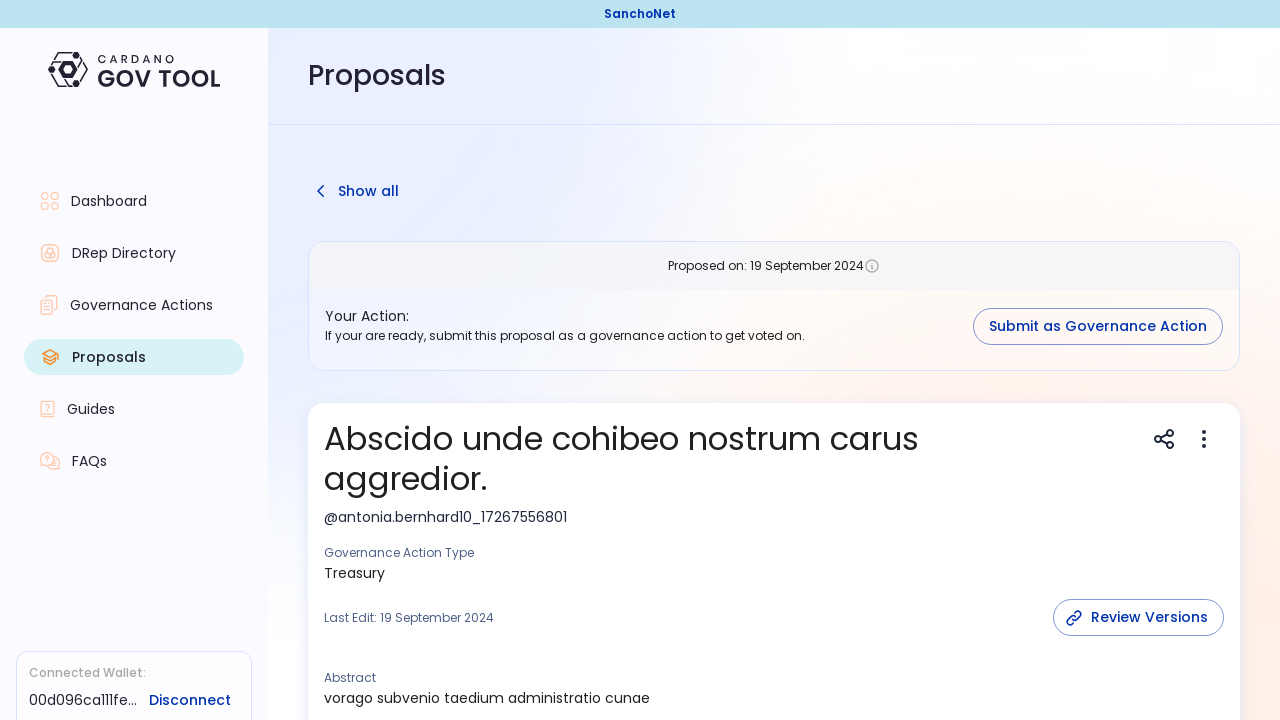 SanchoNet
CARDANO
GOV TOOL
Proposals
Dashboard
DRep Directory
Governance Actions
Proposals
Guides
FAQs
Connected Wallet:
00d096ca111fe... Disconnect
Show all
Proposed on: 19 September 2024
Your Action:
If your are ready, submit this proposal as a governance action to get voted on.
Submit as Governance Action
Abscido unde cohibeo nostrum carus
aggredior.
@antonia.bernhard10_17267556801
Governance Action Type
Treasury
Last Edit: 19 September 2024
Review Versions
Abstract
vorago subvenio taedium administratio cunae